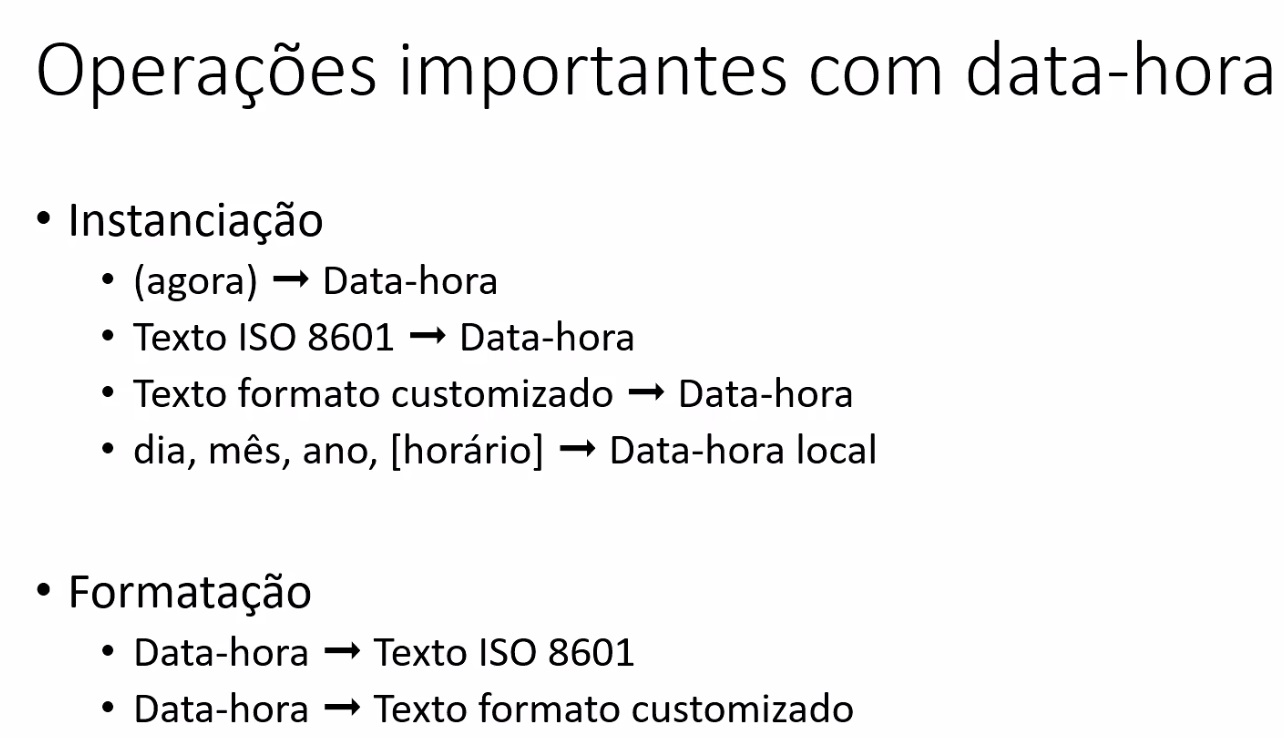 Operações importantes com data-hora
• Instanciação
• (agora) ➞ Data-hora
• Texto ISO 8601 ➞ Data-hora
• Texto formato customizado ➞ Data-hora
• dia, mês, ano, [horário] ➞ Data-hora local
• Formatação
• Data-hora ➞ Texto ISO 8601
• Data-hora ➞ Texto formato customizado